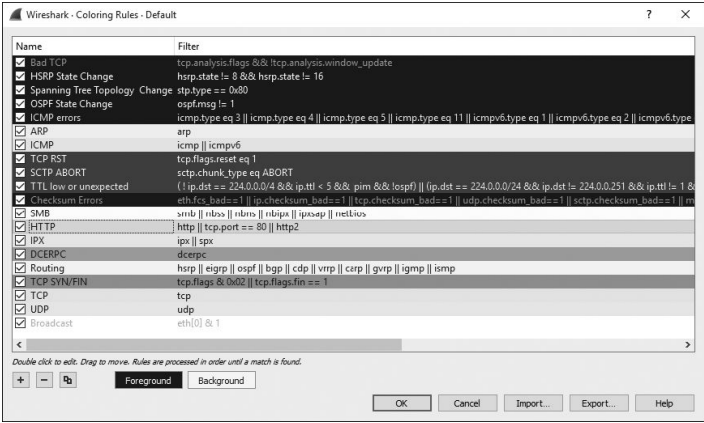 Wireshark · Coloring Rules · Default
? ×
Name Filter
Bad TCP tcp.analysis.flags && !tcp.analysis.window_update
HSRP State Change hsrp.state != 8 && hsrp.state != 16
Spanning Tree Topology Change stp.type == 0x80
OSPF State Change ospf.msg != 1
ICMP errors icmp.type eq 3 || icmp.type eq 4 || icmp.type eq 5 || icmp.type eq 11 || icmpv6.type eq 1 || icmpv6.type eq 2 || icmpv6.type
ARP arp
ICMP icmp || icmpv6
TCP RST tcp.flags.reset eq 1
SCTP ABORT sctp.chunk_type eq ABORT
TTL low or unexpected ( ! ip.dst == 224.0.0.0/4 && ip.ttl < 5 && !pim && !ospf) || (ip.dst == 224.0.0.0/24 && ip.dst != 224.0.0.251 && ip.ttl != 1 &
Checksum Errors eth.fcs_bad==1 || ip.checksum_bad==1 || tcp.checksum_bad==1 || udp.checksum_bad==1 || sctp.checksum_bad==1 || m
SMB smb || nbss || nbns || nbipx || ipxsap || netbios
HTTP http || tcp.port == 80 || http2
IPX ipx || spx
DCERPC dcerpc
Routing hsrp || eigrp || ospf || bgp || cdp || vrrp || carp || gvrp || igmp || ismp
TCP SYN/FIN tcp.flags & 0x02 || tcp.flags.fin == 1
TCP tcp
UDP udp
Broadcast eth[0] & 1
Double click to edit. Drag to move. Rules are processed in order until a match is found.
+ − Foreground Background
OK Cancel Import... Export... Help